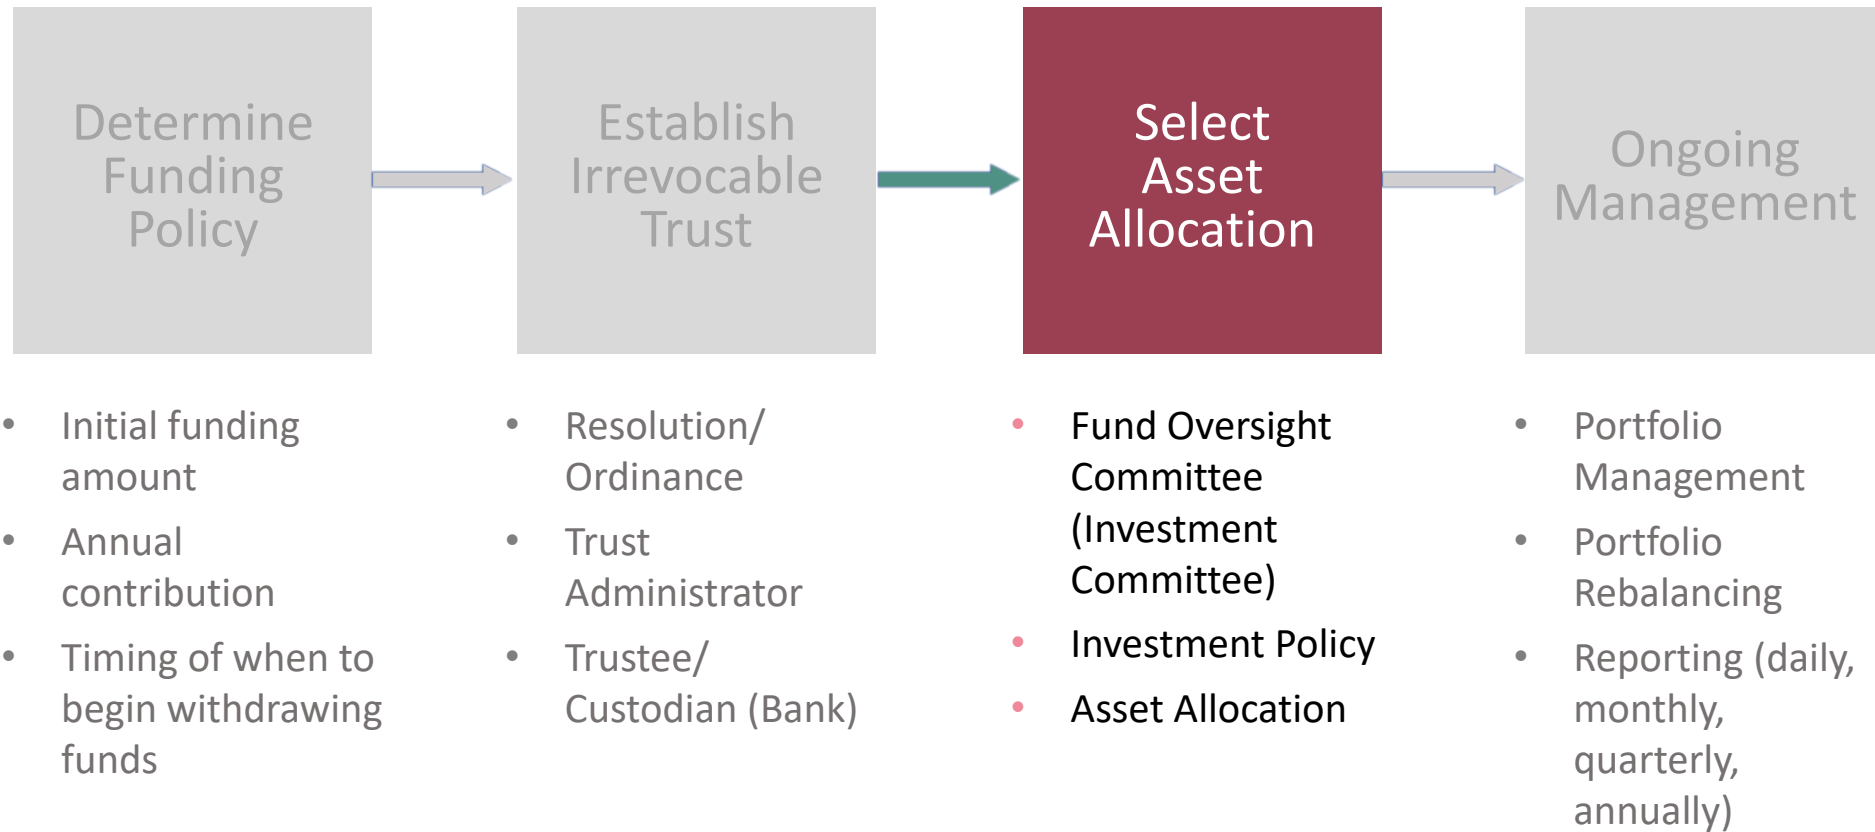 Determine
Funding
Policy
Establish
Irrevocable
Trust
Select
Asset
Allocation
Ongoing
Management
• Initial funding
amount
• Annual
contribution
• Timing of when to
begin withdrawing
funds
• Resolution/
Ordinance
• Trust
Administrator
• Trustee/
Custodian (Bank)
• Fund Oversight
Committee
(Investment
Committee)
• Investment Policy
• Asset Allocation
• Portfolio
Management
• Portfolio
Rebalancing
• Reporting (daily,
monthly,
quarterly,
annually)